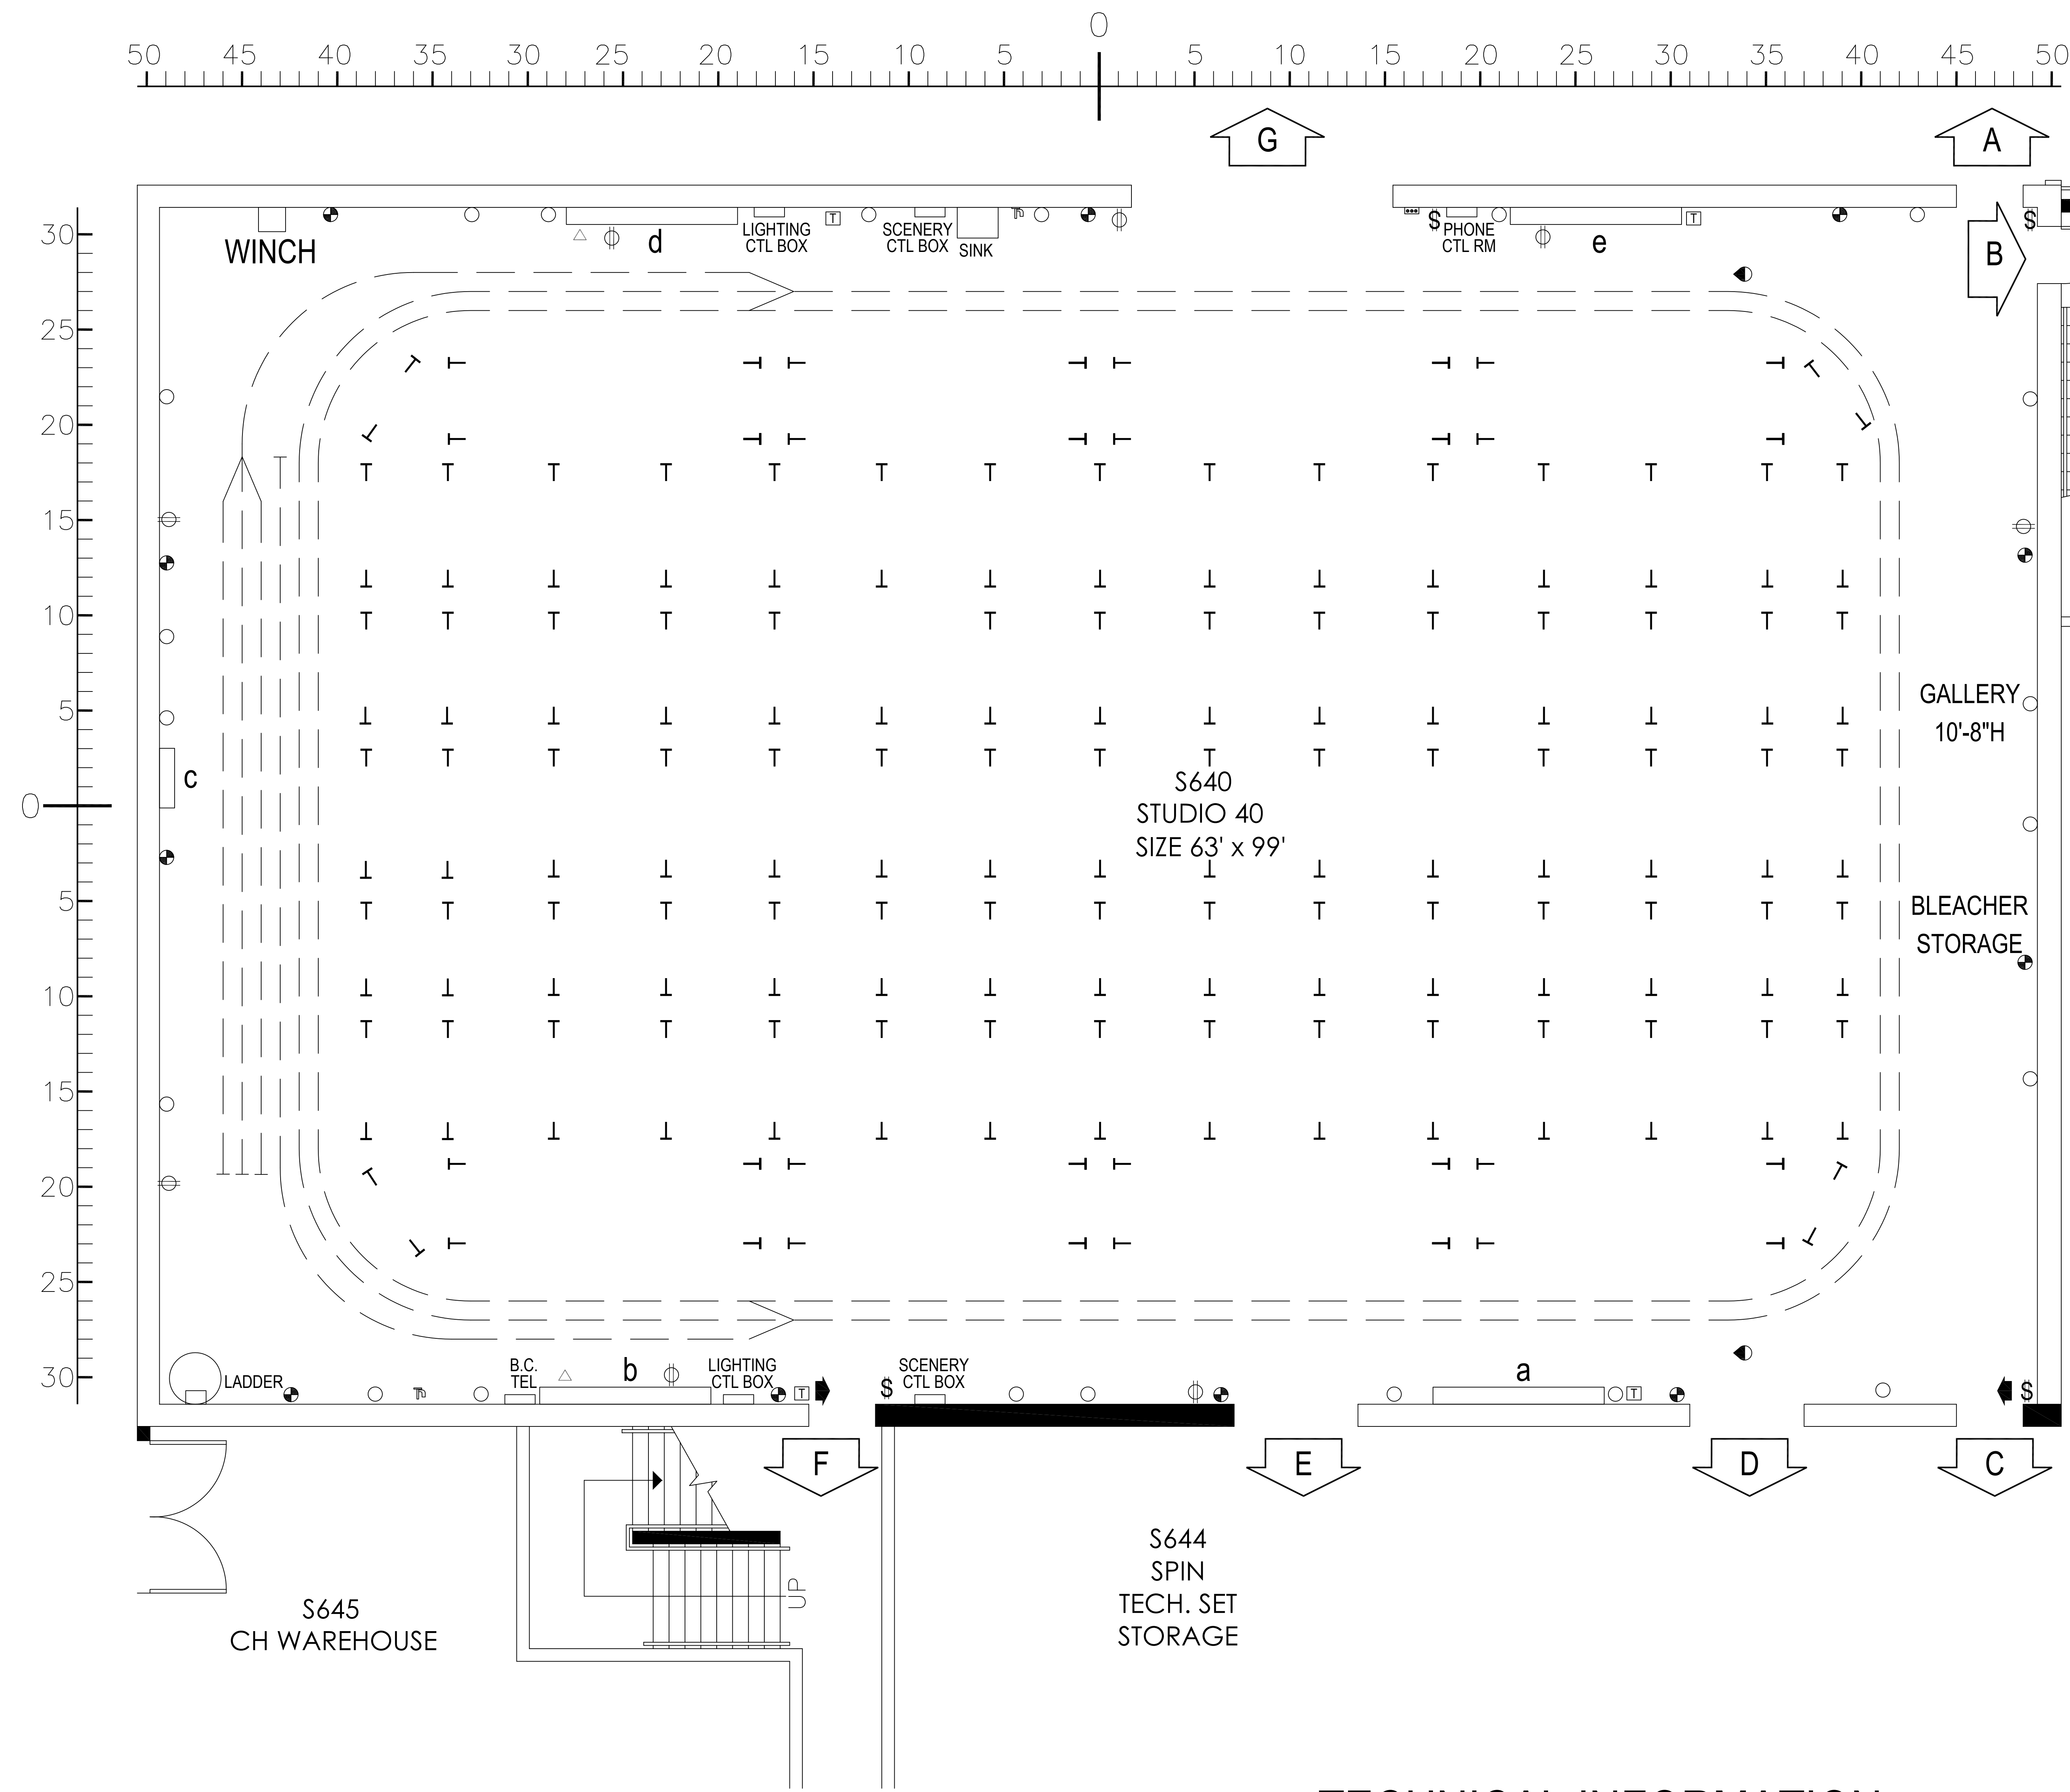 0
50 45 40 35 30 25 20 15 10 5 5 10 15 20 25 30 35 40 45 50
G
A
30
WINCH
d
LIGHTING
CTL BOX
T
SCENERY
CTL BOX
SINK
$
PHONE
CTL RM
e
T
$
B
25
20
15
10
5
0
5
10
15
20
25
30
c
GALLERY
10'-8"H
S640
STUDIO 40
SIZE 63' x 99'
BLEACHER
STORAGE
LADDER
B.C.
TEL
b
LIGHTING
CTL BOX
T
$
SCENERY
CTL BOX
a
T
$
F
E
D
C
UP
S645
CH WAREHOUSE
S644
SPIN
TECH. SET
STORAGE
TECHNICAL INFORMATION